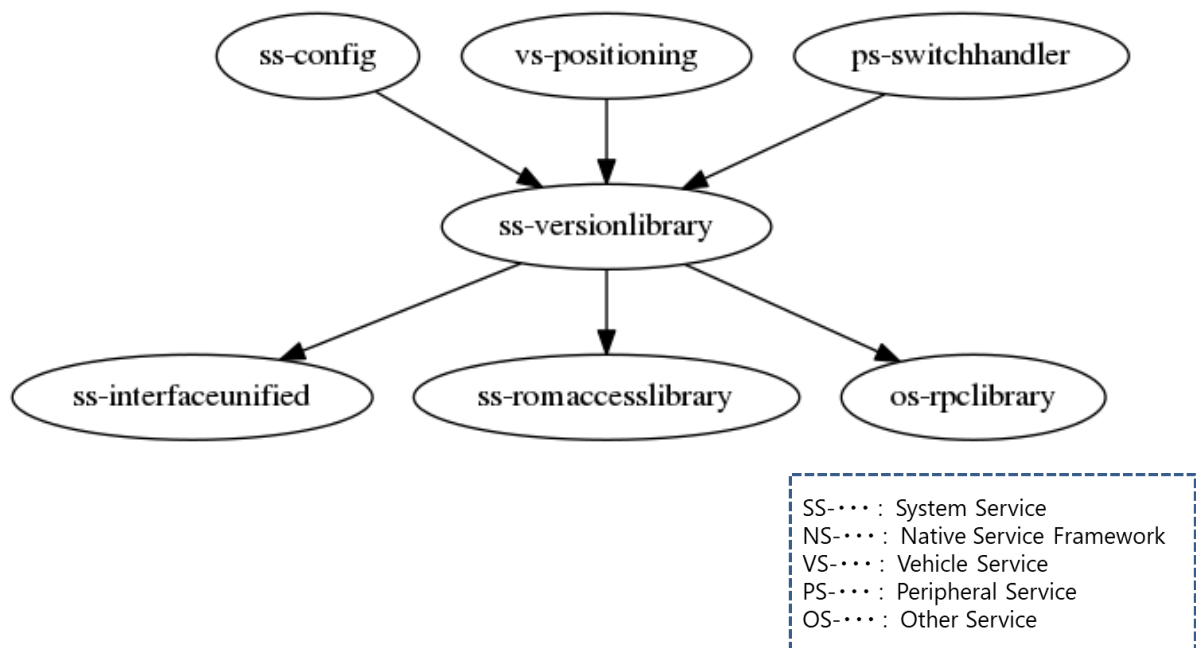 ss-config
vs-positioning
ps-switchhandler
ss-versionlibrary
ss-interfaceunified
ss-romaccesslibrary
os-rpclibrary
SS-･･･ : System Service
NS-･･･ : Native Service Framework
VS-･･･ : Vehicle Service
PS-･･･ : Peripheral Service
OS-･･･ : Other Service